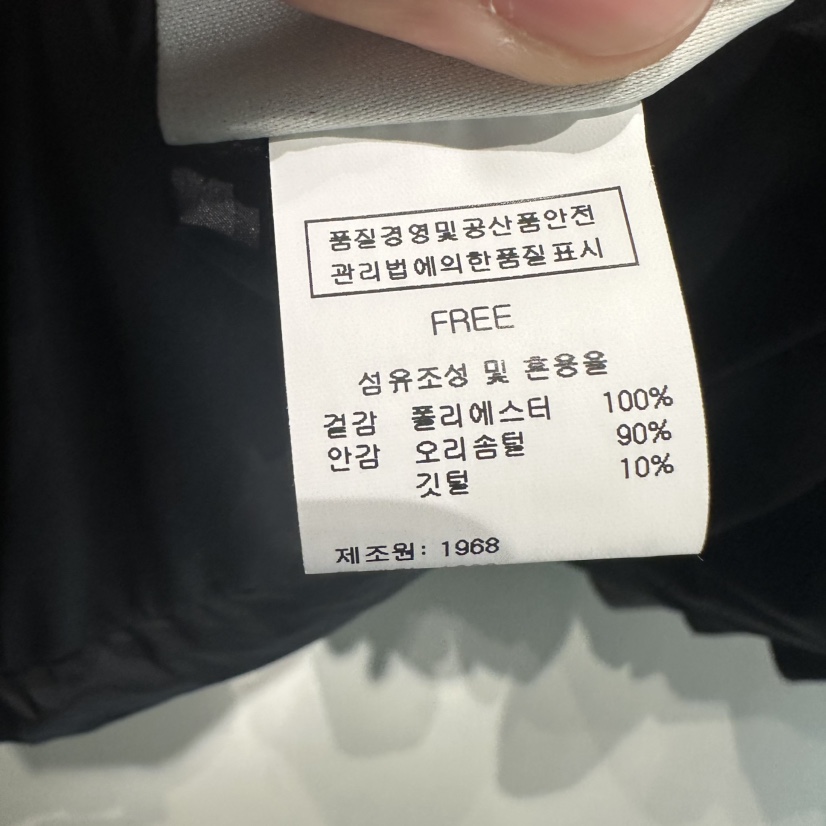 품질경영및공산품안전
관리법에의한품질표시
FREE
섬유조성 및 혼용율
겉감 폴리에스터 100%
안감 오리솜털 90%
깃털 10%
제조원: 1968